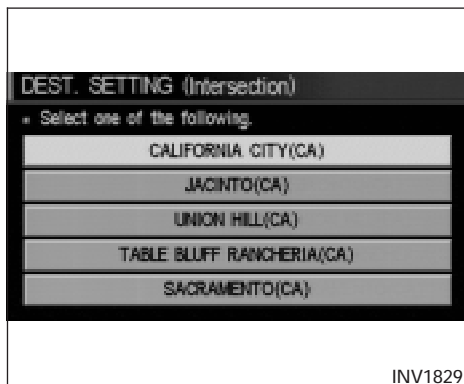 DEST. SETTING (Intersection)
• Select one of the following.
CALIFORNIA CITY(CA)
JACINTO(CA)
UNION HILL(CA)
TABLE BLUFF RANCHERIA(CA)
SACRAMENTO(CA)
INV1829